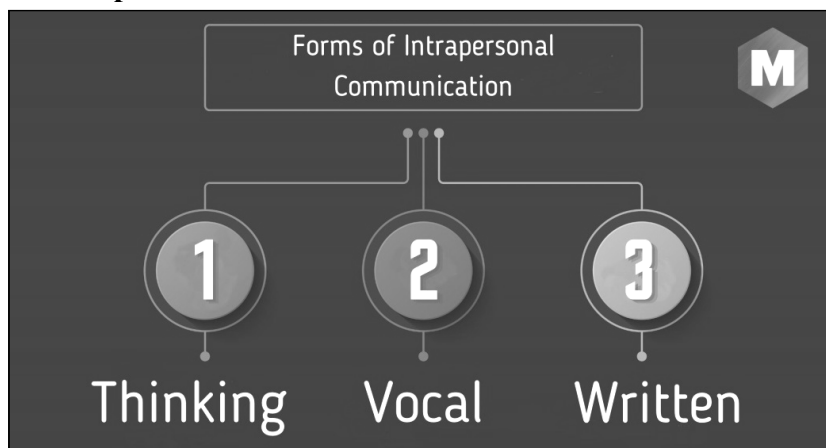 Forms of Intrapersonal
Communication
M
1 2 3
Thinking Vocal Written